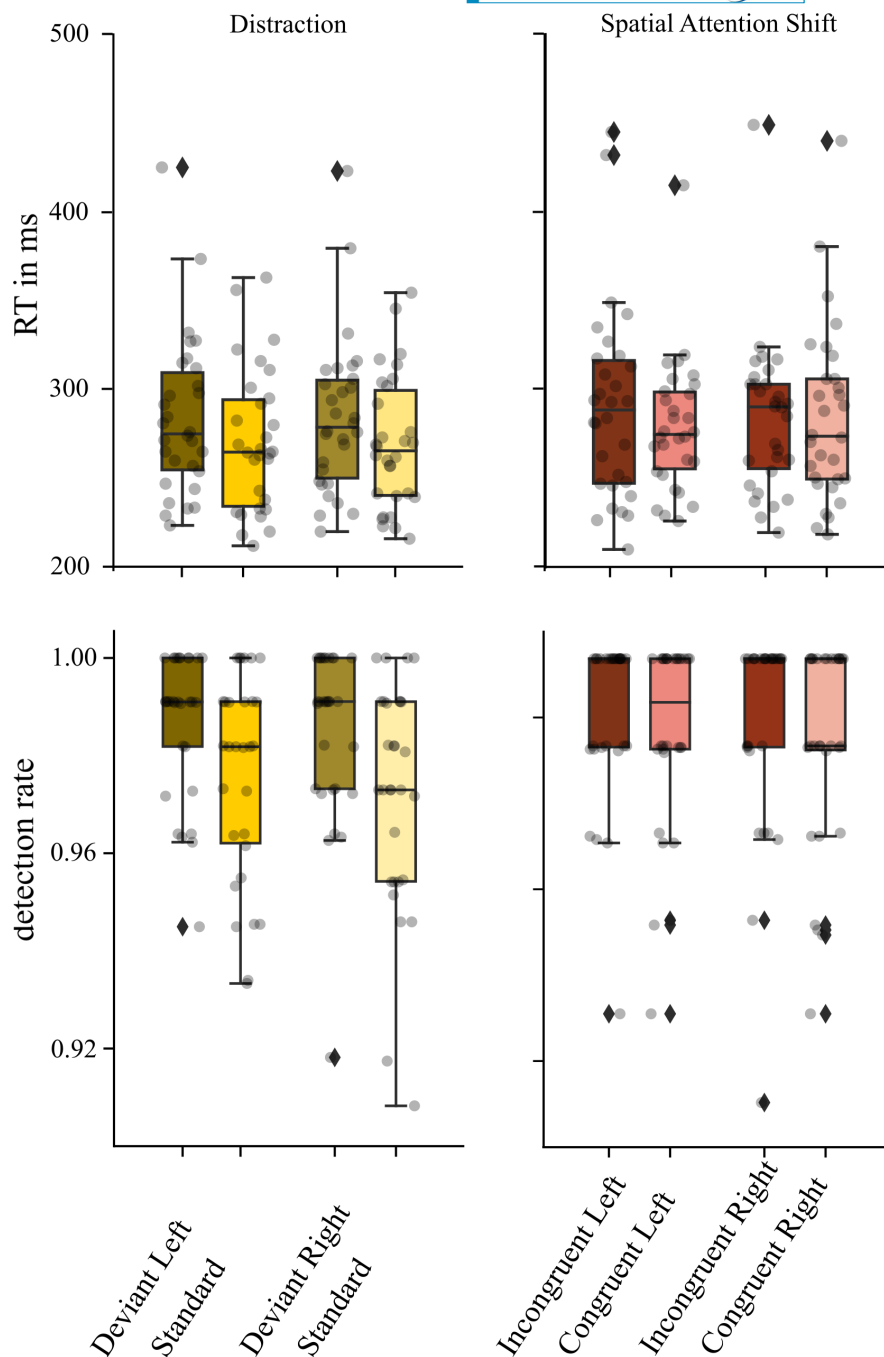 Distraction
Spatial Attention Shift
RT in ms
500
400
300
200
detection rate
1.00
0.96
0.92
Deviant Left
Standard
Deviant Right
Standard
Incongruent Left
Congruent Left
Incongruent Right
Congruent Right